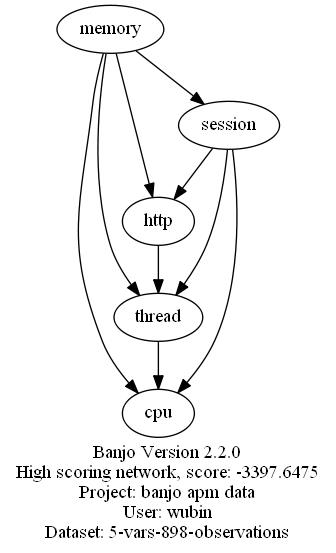 memory
session
http
thread
cpu
Banjo Version 2.2.0
High scoring network, score: -3397.6475
Project: banjo apm data
User: wubin
Dataset: 5-vars-898-observations